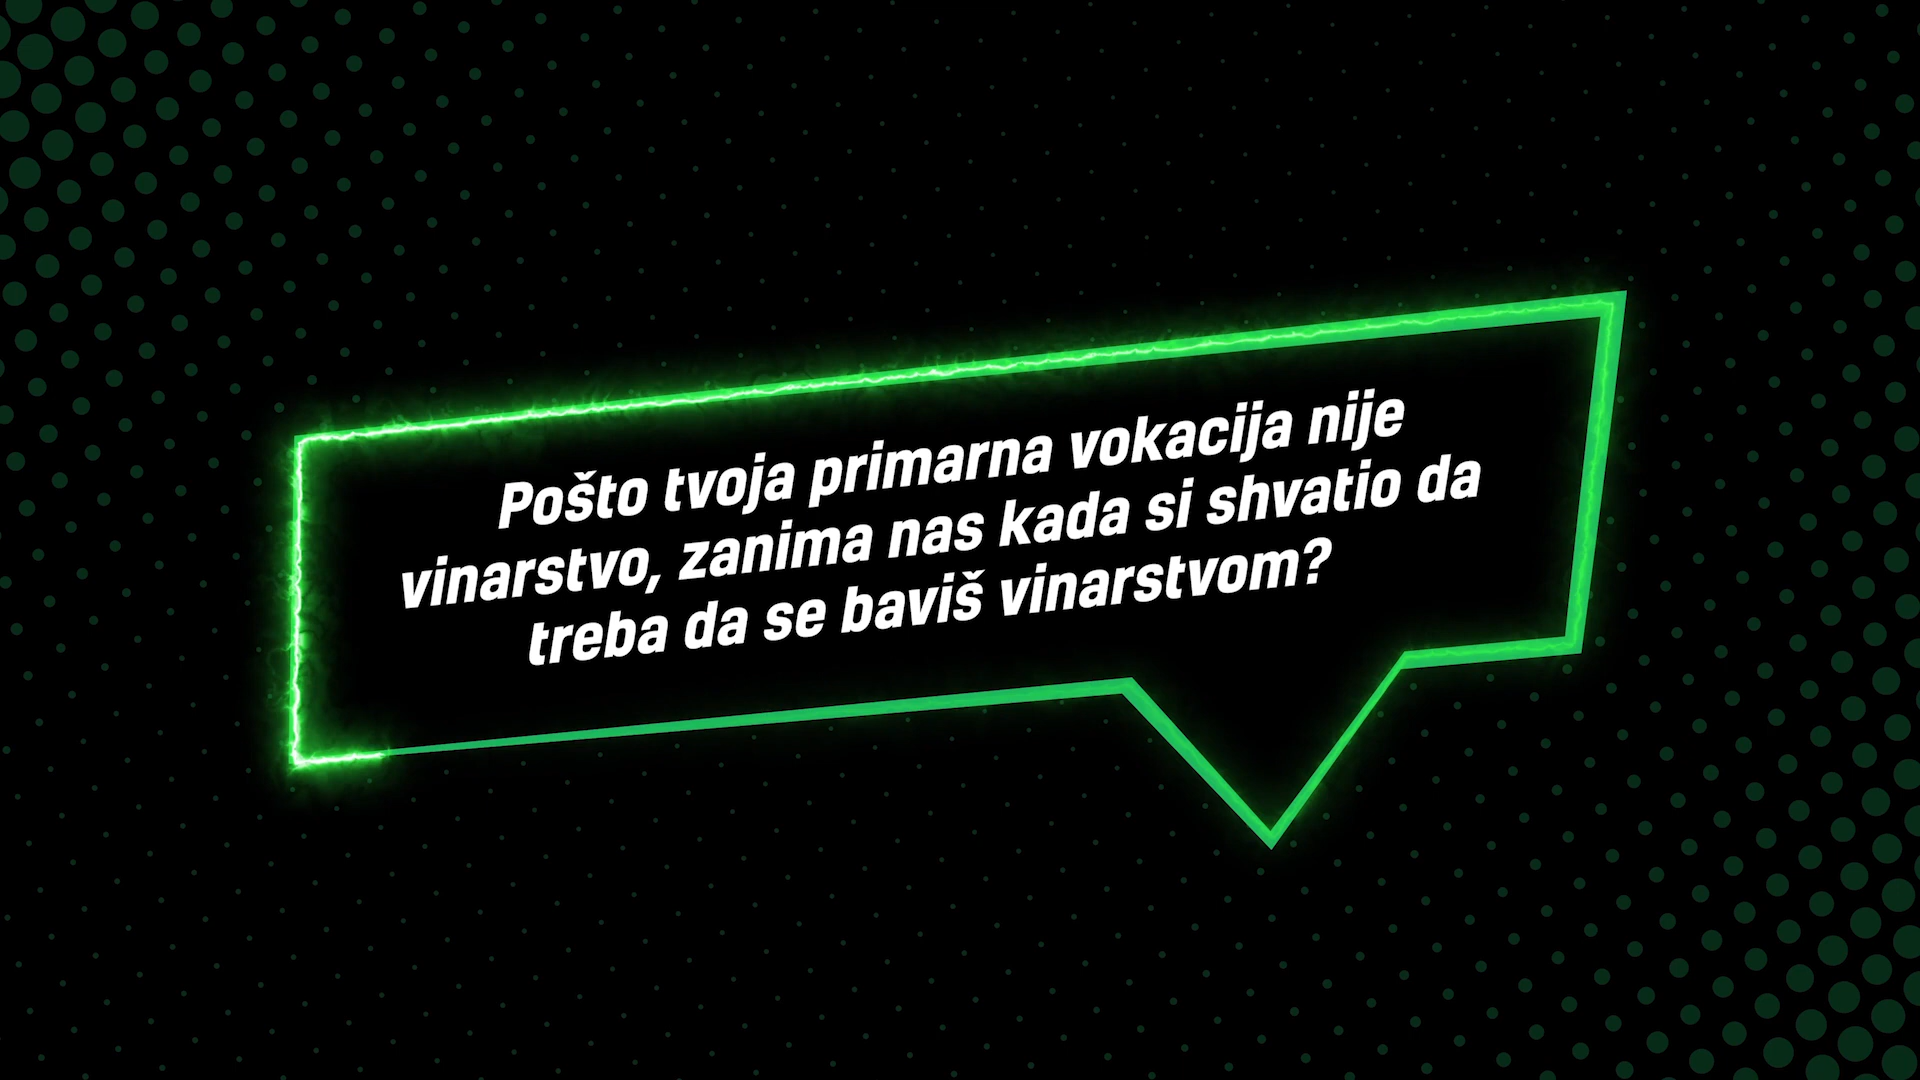 Pošto tvoja primarna vokacija nije
vinarstvo, zanima nas kada si shvatio da
treba da se baviš vinarstvom?